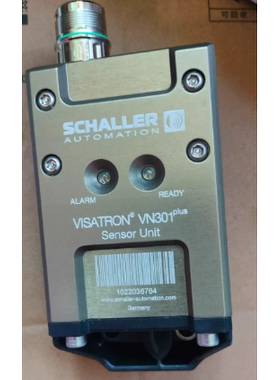 SCHALLER
AUTOMATION
ALARM READY
VISATRON® VN301plus
Sensor Unit
1022036764
www.schaller-automation.com
Germany